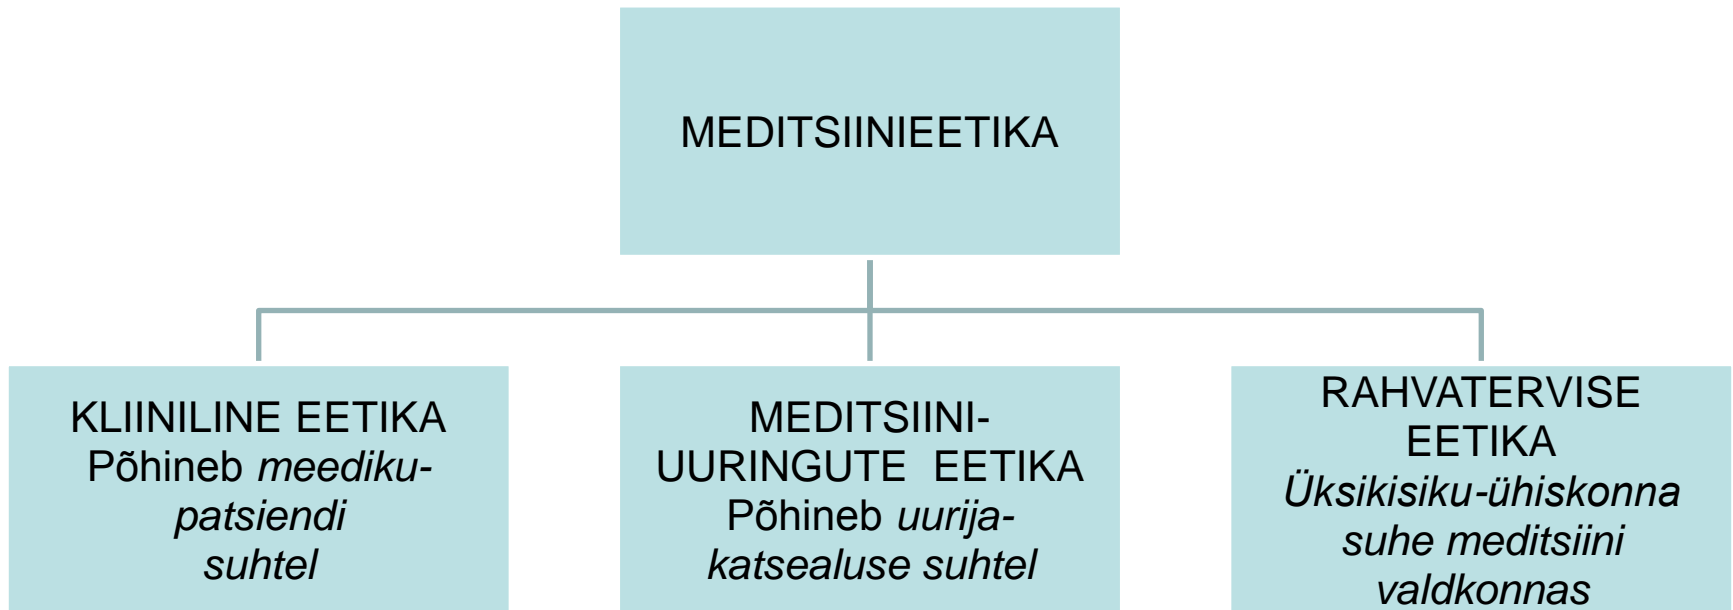 MEDITSIINIEETIKA
KLIINILINE EETIKA
Põhineb meediku-
patsiendi
suhtel
MEDITSIINI-
UURINGUTE EETIKA
Põhineb uurija-
katsealuse suhtel
RAHVATERVISE
EETIKA
Üksikisiku-ühiskonna
suhe meditsiini
valdkonnas